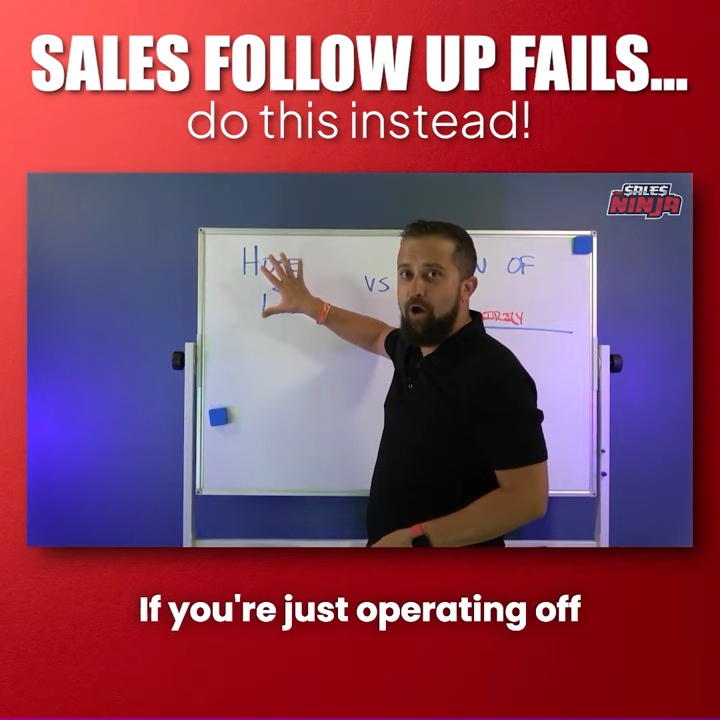 SALES FOLLOW UP FAILS...
do this instead!
SALES
NINJA
VS OF
If you're just operating off